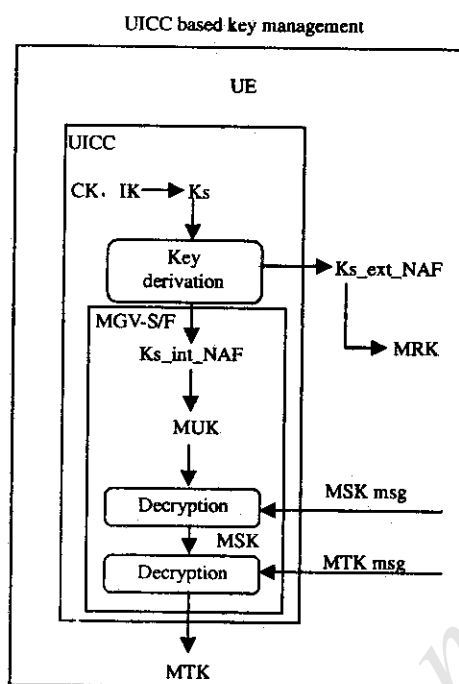 UICC based key management
UE
UICC
CK, IK Ks
Key
derivation
Ks_ext_NAF
MGV-S/F
Ks_int_NAF
MRK
MUK
MSK msg
Decryption
MSK
MTK msg
Decryption
MTK